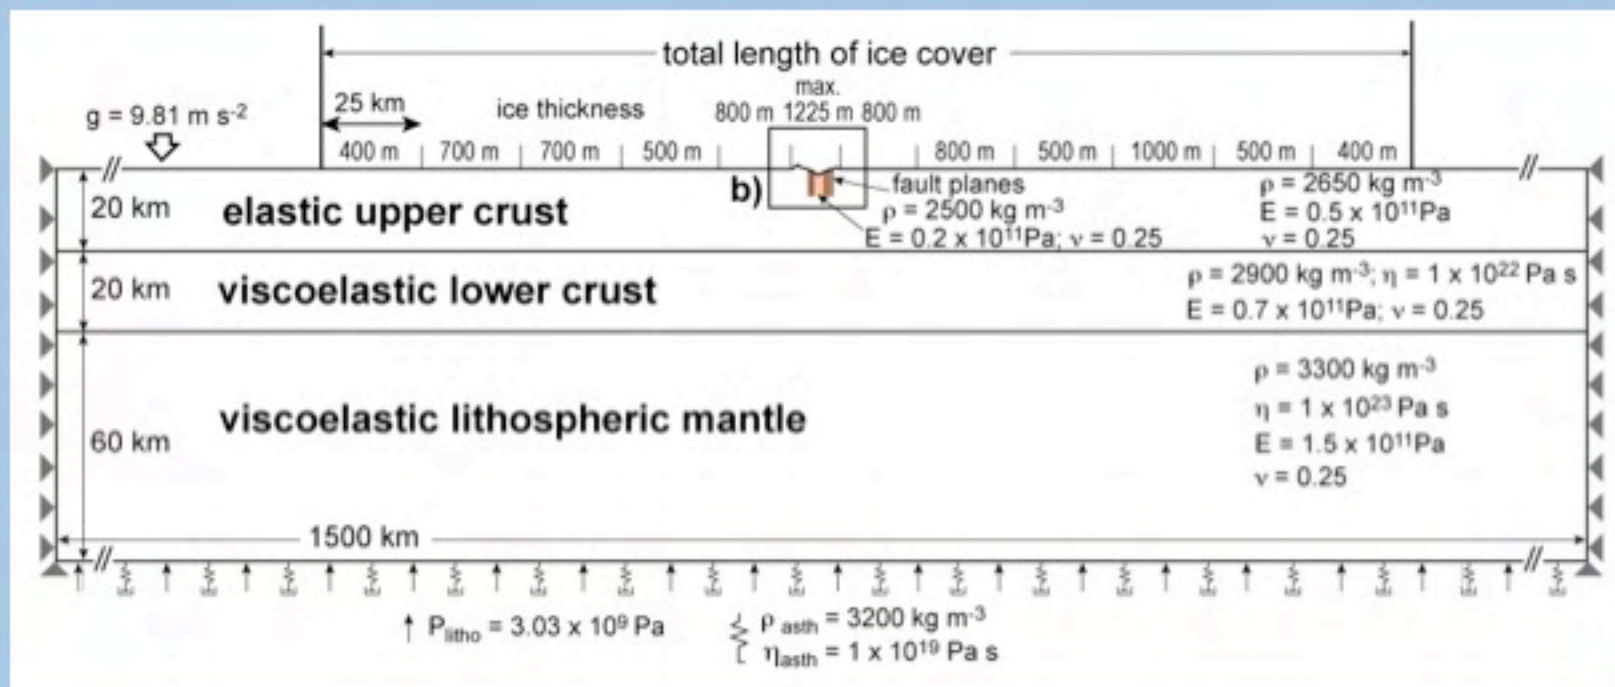 total length of ice cover
max.
g = 9.81 m s⁻²
25 km
ice thickness
800 m 1225 m 800 m
400 m
700 m
700 m
500 m
800 m
500 m
1000 m
500 m
400 m
b)
fault planes
ρ = 2500 kg m⁻³
E = 0.2 x 10¹¹Pa; ν = 0.25
20 km
elastic upper crust
ρ = 2650 kg m⁻³
E = 0.5 x 10¹¹Pa
ν = 0.25
20 km
viscoelastic lower crust
ρ = 2900 kg m⁻³; η = 1 x 10²² Pa s
E = 0.7 x 10¹¹Pa; ν = 0.25
60 km
viscoelastic lithospheric mantle
ρ = 3300 kg m⁻³
η = 1 x 10²³ Pa s
E = 1.5 x 10¹¹Pa
ν = 0.25
1500 km
P litho = 3.03 x 10⁹ Pa
ρ asth = 3200 kg m⁻³
η asth = 1 x 10¹⁹ Pa s